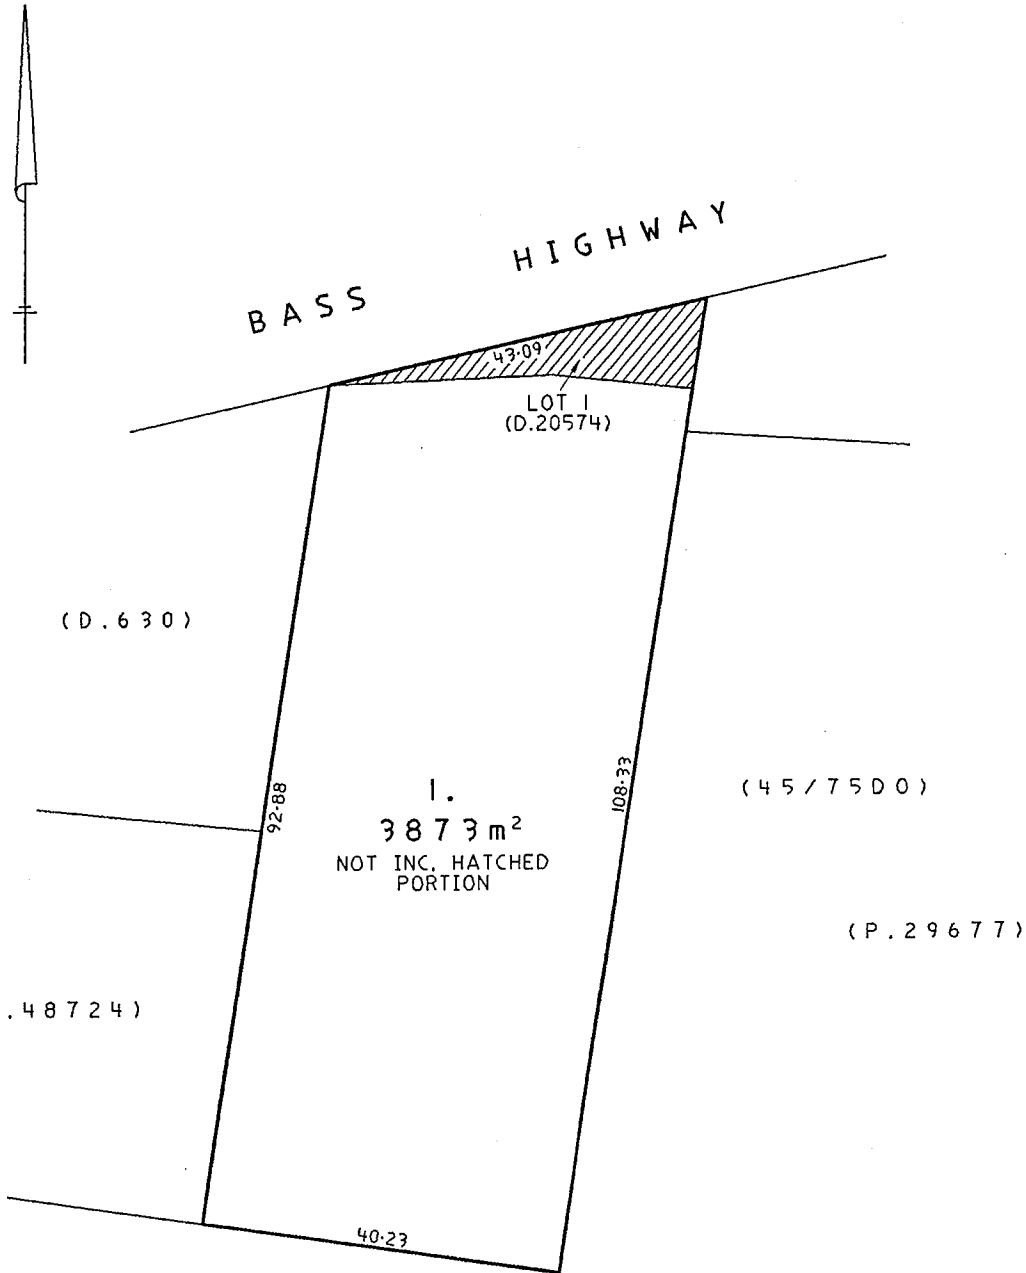 BASS HIGHWAY
43·09
LOT 1
(D.20574)
(D.630)
92·88
108·33
(45/75DO)
1.
3873m²
NOT INC. HATCHED
PORTION
(P.29677)
.48724)
40·23